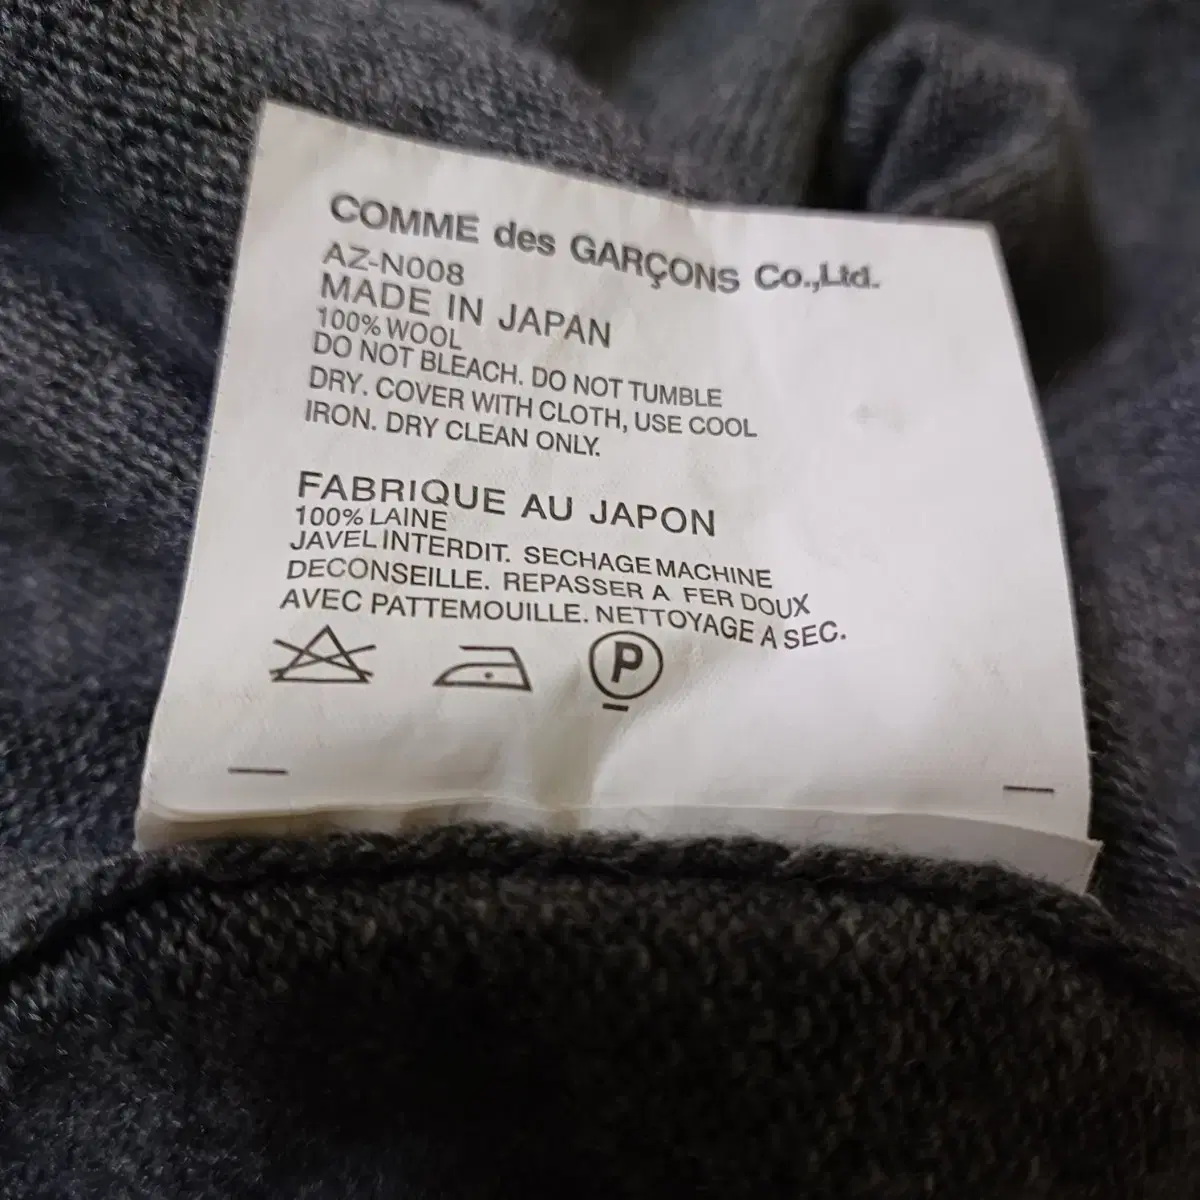 COMME des GARÇONS Co.,Ltd.
AZ-N008
MADE IN JAPAN
100% WOOL
DO NOT BLEACH. DO NOT TUMBLE
DRY. COVER WITH CLOTH, USE COOL
IRON. DRY CLEAN ONLY.
FABRIQUE AU JAPON
100% LAINE
JAVEL INTERDIT. SECHAGE MACHINE
DECONSEILLE. REPASSER A FER DOUX
AVEC PATTEMOUILLE. NETTOYAGE A SEC.
P